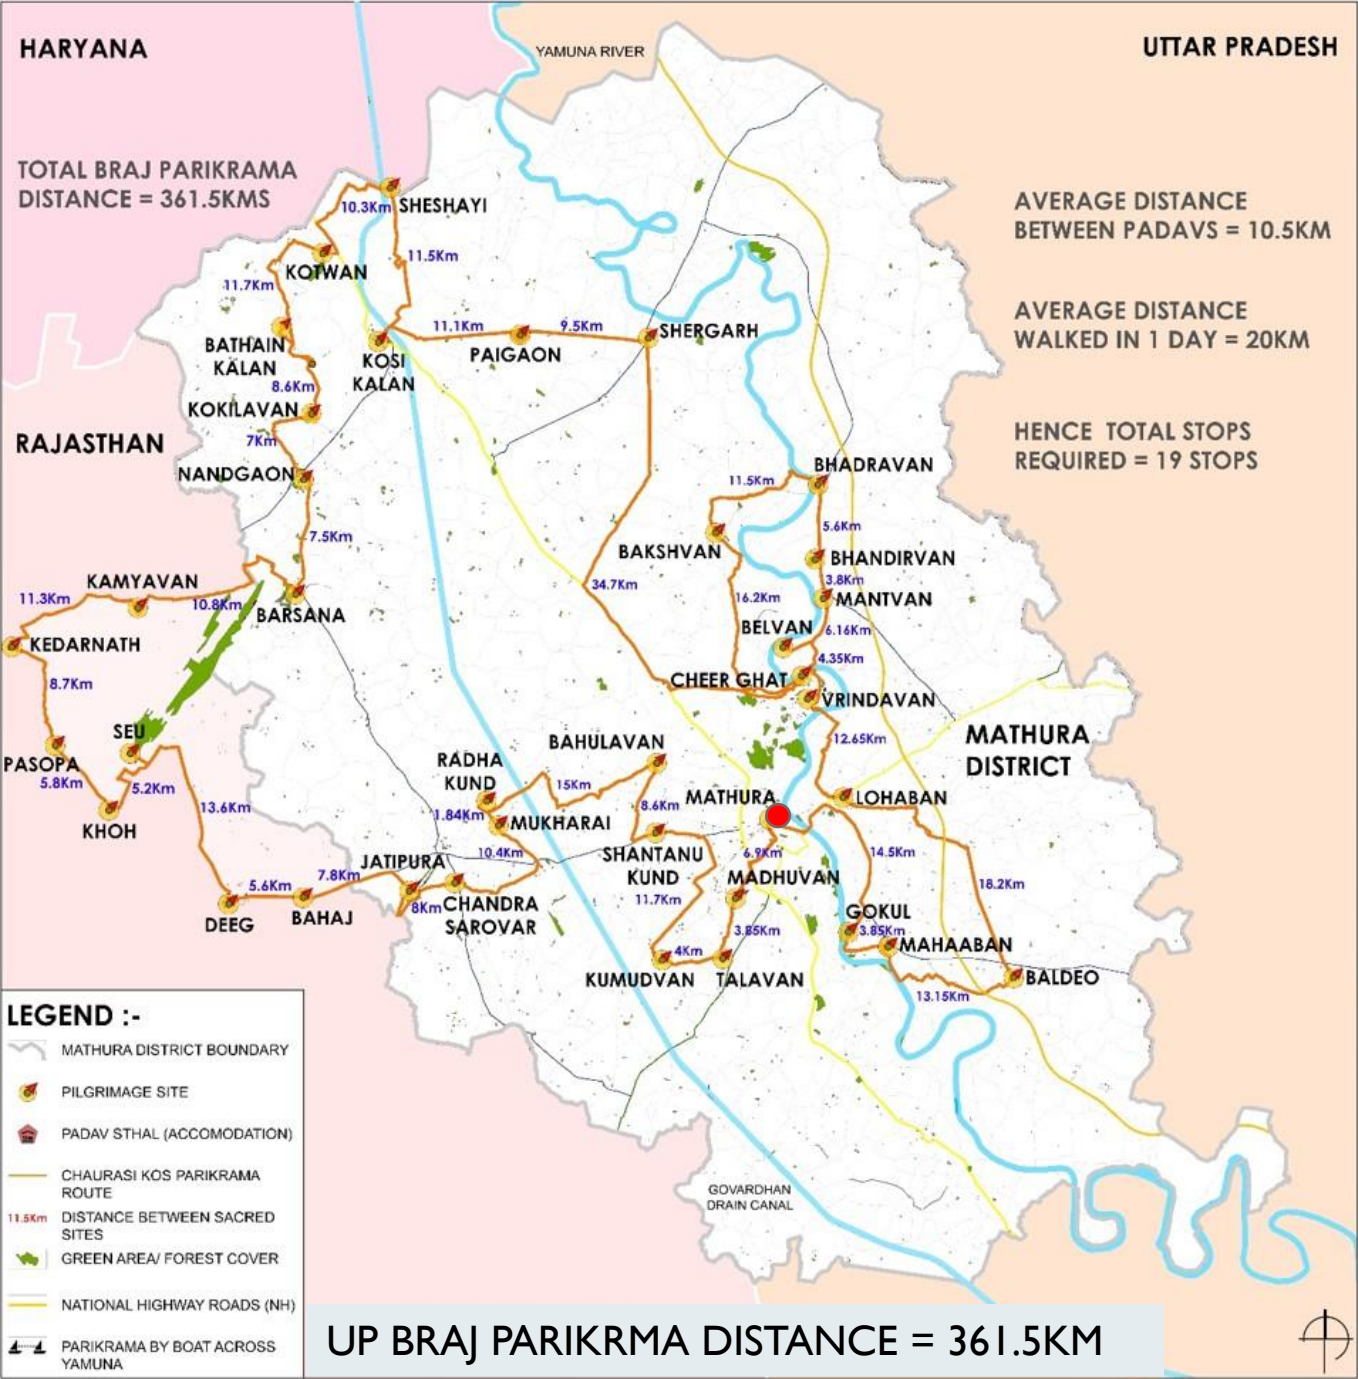 HARYANA
YAMUNA RIVER
UTTAR PRADESH
TOTAL BRAJ PARIKRAMA
DISTANCE = 361.5KMS
AVERAGE DISTANCE
BETWEEN PADAVS = 10.5KM
AVERAGE DISTANCE
WALKED IN 1 DAY = 20KM
HENCE TOTAL STOPS
REQUIRED = 19 STOPS
RAJASTHAN
10.3Km
SHESHAYI
11.5Km
KOTWAN
11.7Km
BATHAIN
KALAN
8.6Km
KOSI
KALAN
11.1Km
PAIGAON
9.5Km
SHERGARH
KOKILAVAN
7Km
NANDGAON
7.5Km
BARSANA
10.8Km
KAMYAVAN
11.3Km
KEDARNATH
8.7Km
PASOPA
5.8Km
KHOH
5.2Km
SEU
13.6Km
DEEG
5.6Km
BAHAJ
7.8Km
JATIPURA
8Km
CHANDRA
SAROVAR
10.4Km
MUKHARAI
1.84Km
RADHA
KUND
15Km
BAHULAVAN
8.6Km
SHANTANU
KUND
11.7Km
KUMUDVAN
4Km
TALAVAN
3.85Km
MADHUVAN
6.9Km
MATHURA
34.7Km
BHADRAVAN
11.5Km
BAKSHVAN
16.2Km
5.6Km
BHANDIRVAN
3.8Km
MANTVAN
6.16Km
BELVAN
4.35Km
CHEER GHAT
VRINDAVAN
12.65Km
LOHABAN
14.5Km
18.2Km
GOKUL
3.85Km
MAHAABAN
13.15Km
BALDEO
MATHURA
DISTRICT
GOVARDHAN
DRAIN CANAL
LEGEND :-
MATHURA DISTRICT BOUNDARY
PILGRIMAGE SITE
PADAV STHAL (ACCOMODATION)
CHAURASI KOS PARIKRAMA
ROUTE
11.5Km DISTANCE BETWEEN SACRED
SITES
GREEN AREA/ FOREST COVER
NATIONAL HIGHWAY ROADS (NH)
PARIKRAMA BY BOAT ACROSS
YAMUNA
UP BRAJ PARIKRMA DISTANCE = 361.5KM